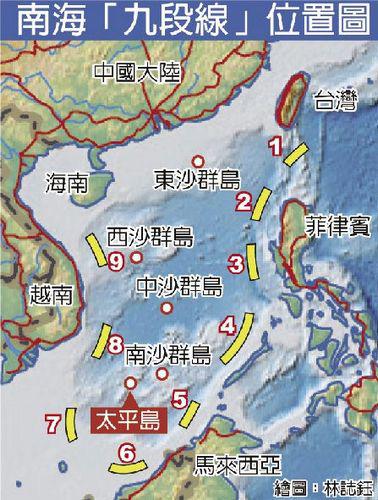 南海「九段線」位置圖
中國大陸
台灣
1
海南
東沙群島
2
菲律賓
西沙群島
9
3
越南
中沙群島
4
8
南沙群島
太平島
5
7
6
馬來西亞
繪圖：林誌鈺